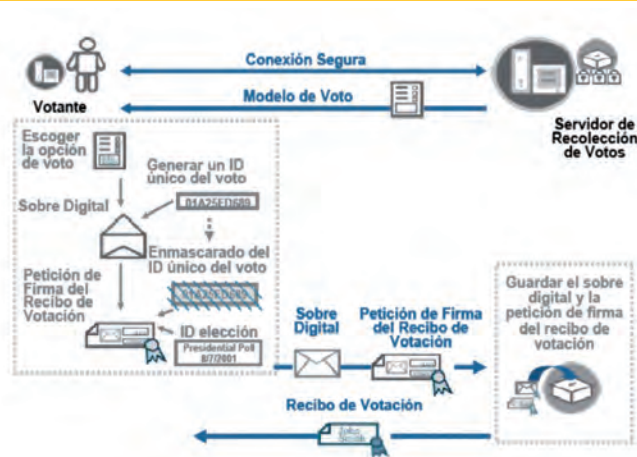 Conexión Segura
Modelo de Voto
Votante
Servidor de
Recolección
de Votos
Escoger
la opción
de voto
Generar un ID
único del voto
01A25ED689
Sobre Digital
Enmascarado del
ID único del voto
01A25ED689
Petición de
Firma del
Recibo de
Votación
ID elección
Presidential Poll
8/7/2001
Sobre
Digital
Petición de Firma
del Recibo de
Votación
Guardar el sobre
digital y la
petición de firma
del recibo de
votación
Recibo de Votación